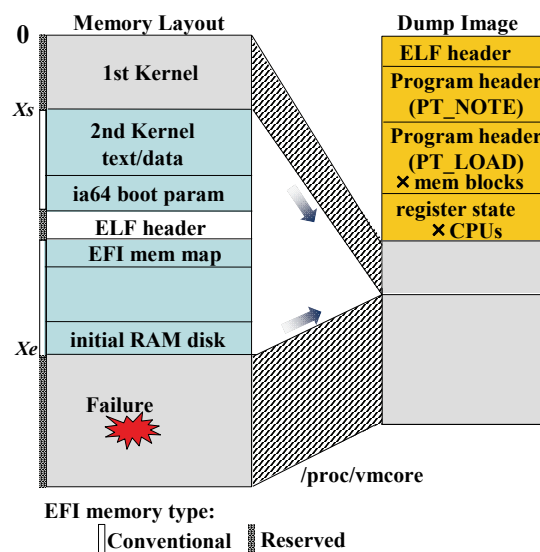 Memory Layout
Dump Image
0
1st Kernel
Xs
2nd Kernel
text/data
ia64 boot param
ELF header
EFI mem map
initial RAM disk
Xe
Failure
ELF header
Program header
(PT_NOTE)
Program header
(PT_LOAD)
× mem blocks
register state
× CPUs
/proc/vmcore
EFI memory type:
Conventional
Reserved